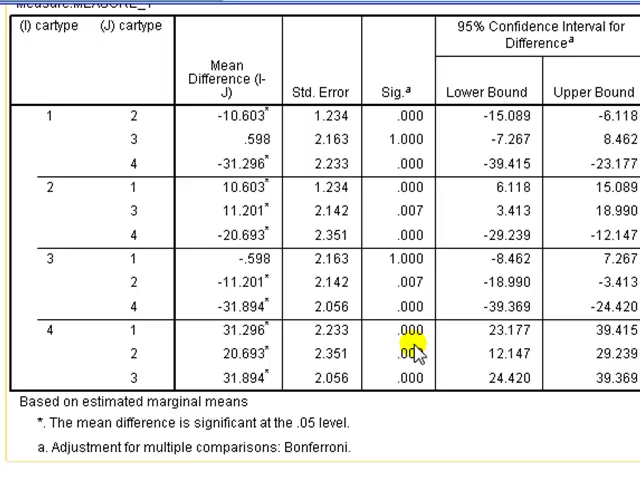 Measure:MEASURE_1
(I) cartype (J) cartype Mean Difference (I-J) Std. Error Sig.a 95% Confidence Interval for Differencea
Lower Bound Upper Bound
1 2 -10.603* 1.234 .000 -15.089 -6.118
3 .598 2.163 1.000 -7.267 8.462
4 -31.296* 2.233 .000 -39.415 -23.177
2 1 10.603* 1.234 .000 6.118 15.089
3 11.201* 2.142 .007 3.413 18.990
4 -20.693* 2.351 .000 -29.239 -12.147
3 1 -.598 2.163 1.000 -8.462 7.267
2 -11.201* 2.142 .007 -18.990 -3.413
4 -31.894* 2.056 .000 -39.369 -24.420
4 1 31.296* 2.233 .000 23.177 39.415
2 20.693* 2.351 12.147 29.239
3 31.894* 2.056 .000 24.420 39.369
Based on estimated marginal means
*. The mean difference is significant at the .05 level.
a. Adjustment for multiple comparisons: Bonferroni.